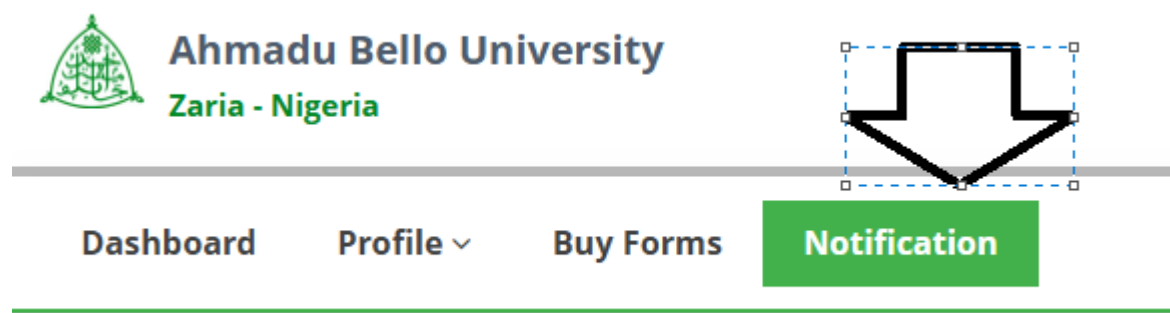 Ahmadu Bello University
Zaria - Nigeria
Dashboard Profile Buy Forms Notification